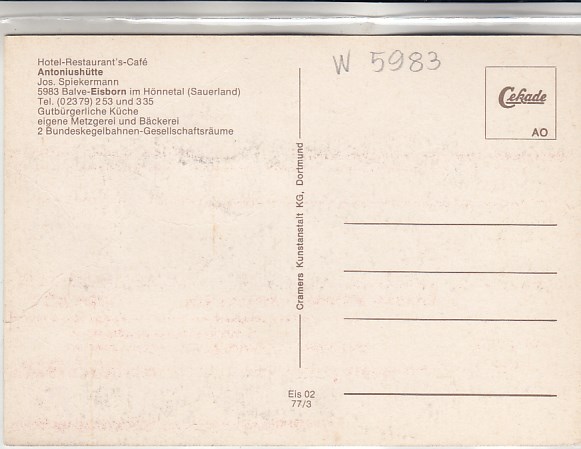 Hotel-Restaurant's-Café
Antoniushütte
Jos. Spiekermann
5983 Balve-Eisborn im Hönnetal (Sauerland)
Tel. (02379) 253 und 335
Gutbürgerliche Küche
eigene Metzgerei und Bäckerei
2 Bundeskegelbahnen-Gesellschaftsräume
W 5983
Cekade
AO
Cramers Kunstanstalt KG, Dortmund
Eis 02
77/3